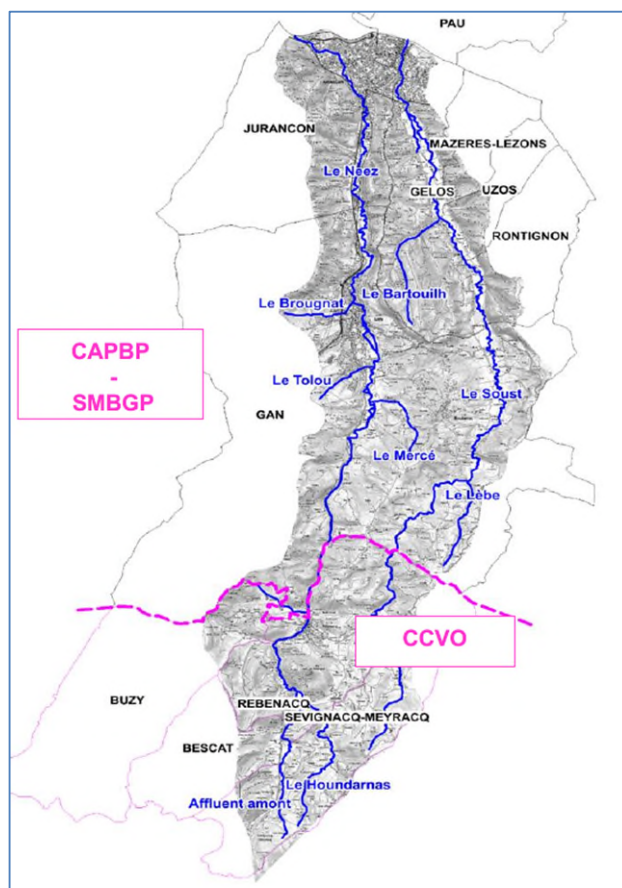 PAU
JURANCON
MAZERES-LEZONS
Le Neez
GELOS
UZOS
RONTIGNON
Le Bartouilh
Le Brougnat
CAPBP
-
SMBGP
Le Tolou
Le Soust
GAN
Le Mercé
Le Lèbe
CCVO
BUZY
REBENACQ
SEVIGNACQ-MEYRACQ
BESCAT
Le Houndarnas
Affluent amont